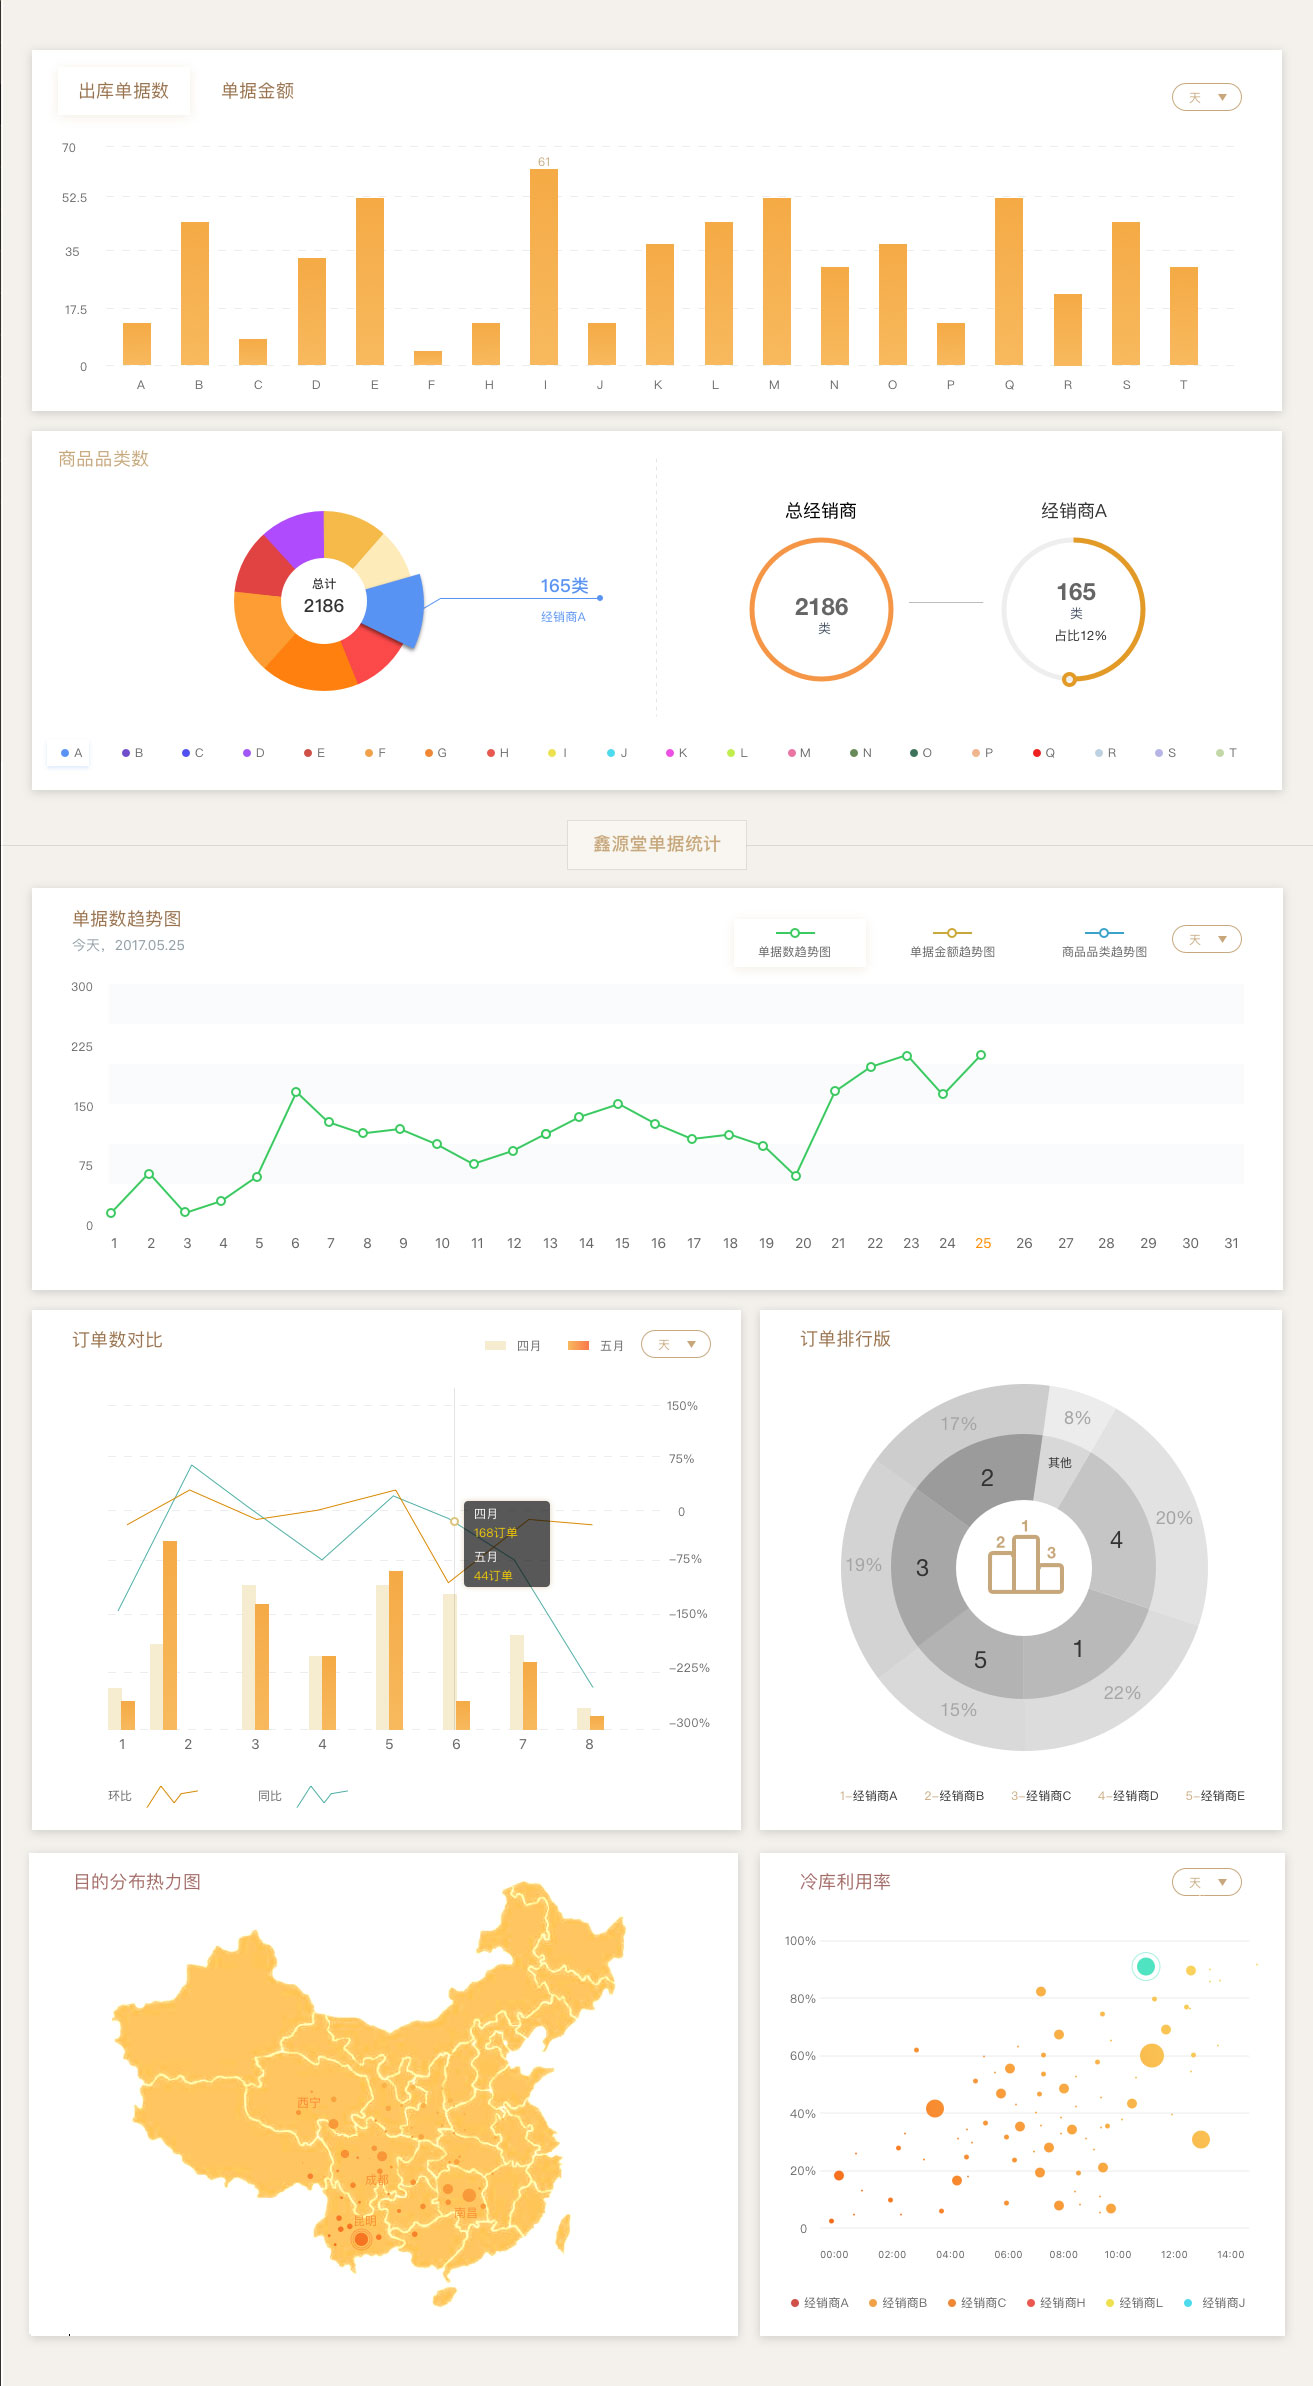 出库单据数 单据金额 天
70
61
52.5
35
17.5
0
A B C D E F H I J K L M N O P Q R S T
商品品类数
总经销商 经销商A
总计
2186
165类
经销商A
2186
类
165
类
占比12%
A B C D E F G H I J K L M N O P Q R S T
鑫源堂单据统计
单据数趋势图
今天，2017.05.25
单据数趋势图 单据金额趋势图 商品品类趋势图 天
300
225
150
75
0
1 2 3 4 5 6 7 8 9 10 11 12 13 14 15 16 17 18 19 20 21 22 23 24 25 26 27 28 29 30 31
订单数对比
四月 五月 天
150%
75%
0
-75%
-150%
-225%
-300%
四月
168订单
五月
44订单
1 2 3 4 5 6 7 8
环比 同比
订单排行版
17% 8%
其他
2
20%
4
19%
3
1
2
3
5
1
15%
22%
1-经销商A 2-经销商B 3-经销商C 4-经销商D 5-经销商E
目的分布热力图
西宁
成都
南昌
昆明
冷库利用率 天
100%
80%
60%
40%
20%
0
00:00 02:00 04:00 06:00 08:00 10:00 12:00 14:00
经销商A 经销商B 经销商C 经销商H 经销商L 经销商J